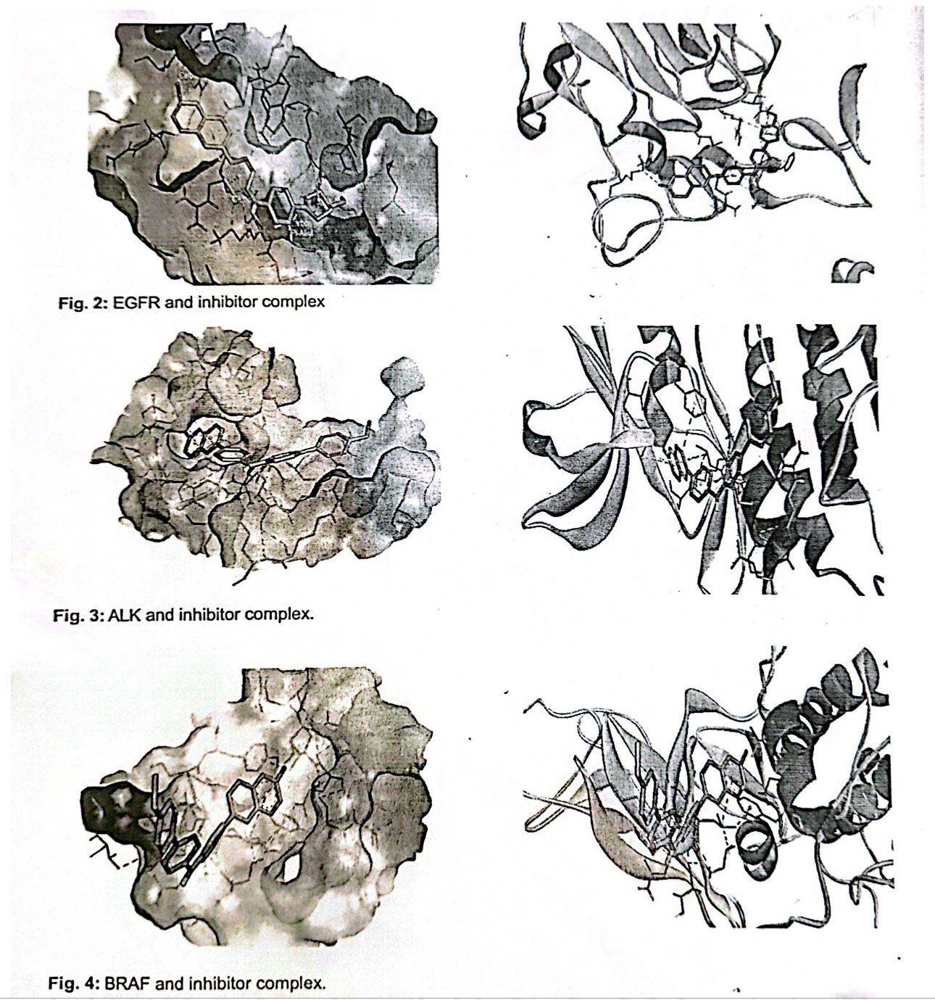 Fig. 2: EGFR and inhibitor complex
Fig. 3: ALK and inhibitor complex.
Fig. 4: BRAF and inhibitor complex.